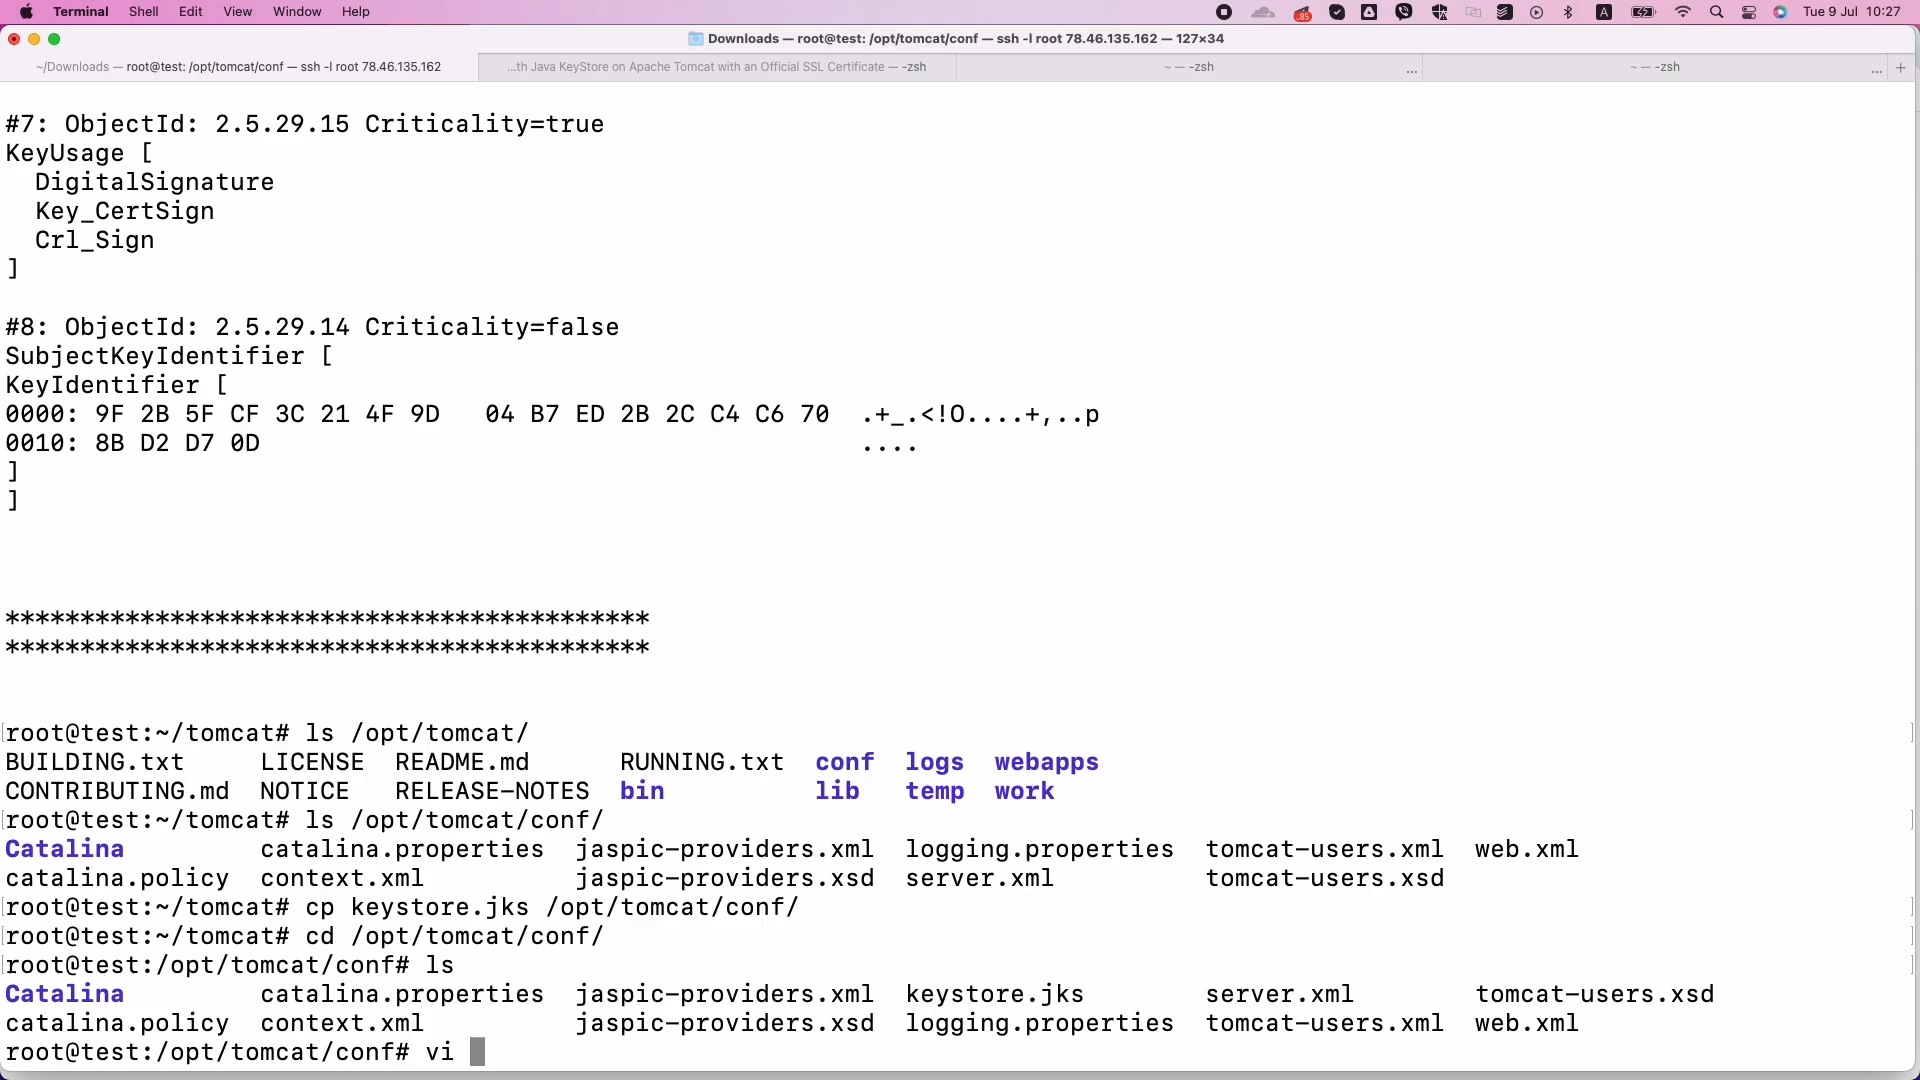 Terminal Shell Edit View Window Help .85 A Tue 9 Jul 10:27
Downloads — root@test: /opt/tomcat/conf — ssh -l root 78.46.135.162 — 127×34
~/Downloads — root@test: /opt/tomcat/conf — ssh -l root 78.46.135.162 ...th Java KeyStore on Apache Tomcat with an Official SSL Certificate — -zsh ~ — -zsh ... ~ — -zsh ... +
#7: ObjectId: 2.5.29.15 Criticality=true
KeyUsage [
  DigitalSignature
  Key_CertSign
  Crl_Sign
]
#8: ObjectId: 2.5.29.14 Criticality=false
SubjectKeyIdentifier [
KeyIdentifier [
0000: 9F 2B 5F CF 3C 21 4F 9D   04 B7 ED 2B 2C C4 C6 70  .+_.<!O....+,..p
0010: 8B D2 D7 0D                                        ....
]
]
*******************************************
*******************************************
root@test:~/tomcat# ls /opt/tomcat/
BUILDING.txt     LICENSE  README.md      RUNNING.txt  conf  logs  webapps
CONTRIBUTING.md  NOTICE   RELEASE-NOTES  bin          lib   temp  work
root@test:~/tomcat# ls /opt/tomcat/conf/
Catalina         catalina.properties  jaspic-providers.xml  logging.properties  tomcat-users.xml  web.xml
catalina.policy  context.xml          jaspic-providers.xsd  server.xml          tomcat-users.xsd
root@test:~/tomcat# cp keystore.jks /opt/tomcat/conf/
root@test:~/tomcat# cd /opt/tomcat/conf/
root@test:/opt/tomcat/conf# ls
Catalina         catalina.properties  jaspic-providers.xml  keystore.jks        server.xml        tomcat-users.xsd
catalina.policy  context.xml          jaspic-providers.xsd  logging.properties  tomcat-users.xml  web.xml
root@test:/opt/tomcat/conf# vi